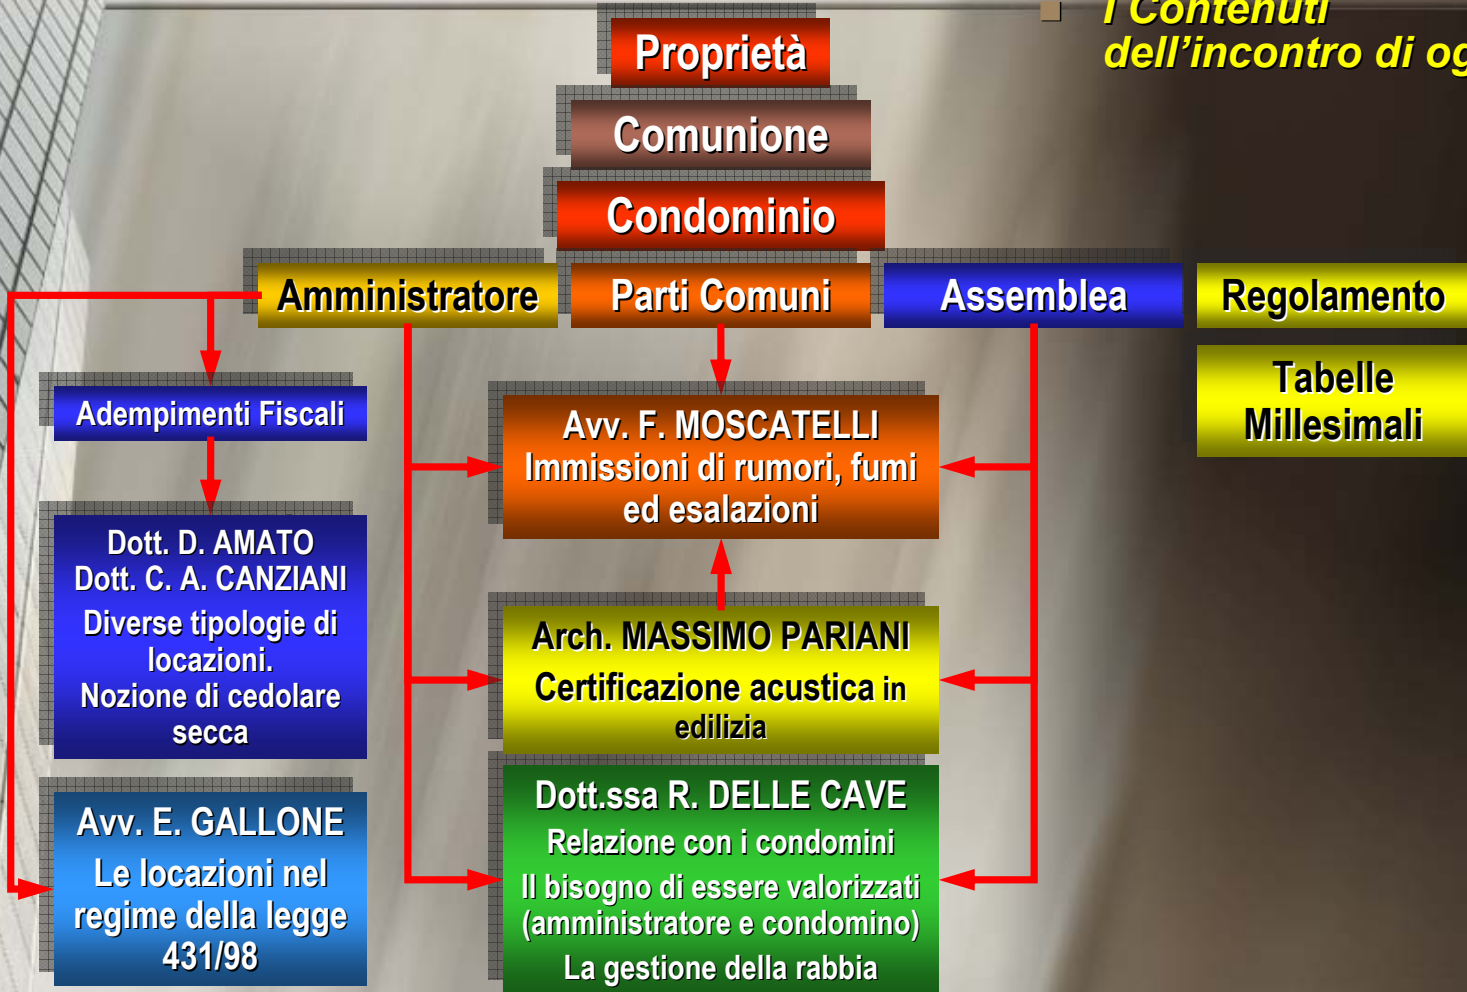 I Contenuti
dell'incontro di
Proprietà
Comunione
Condominio
Amministratore
Parti Comuni
Assemblea
Regolamento
Tabelle
Millesimali
Adempimenti Fiscali
Avv. F. MOSCATELLI
Immissioni di rumori, fumi
ed esalazioni
Dott. D. AMATO
Dott. C. A. CANZIANI
Diverse tipologie di
locazioni.
Nozione di cedolare
secca
Arch. MASSIMO PARIANI
Certificazione acustica in
edilizia
Avv. E. GALLONE
Le locazioni nel
regime della legge
431/98
Dott.ssa R. DELLE CAVE
Relazione con i condomini
Il bisogno di essere valorizzati
(amministratore e condomino)
La gestione della rabbia